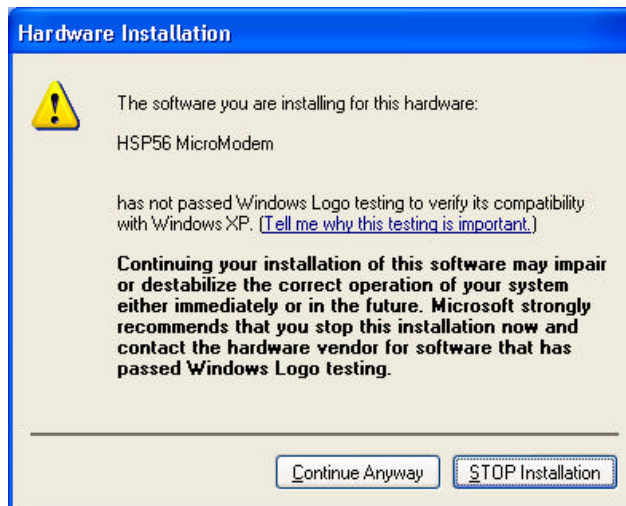 Hardware Installation
The software you are installing for this hardware:
HSP56 MicroModem
has not passed Windows Logo testing to verify its compatibility
with Windows XP. (Tell me why this testing is important.)
Continuing your installation of this software may impair
or destabilize the correct operation of your system
either immediately or in the future. Microsoft strongly
recommends that you stop this installation now and
contact the hardware vendor for software that has
passed Windows Logo testing.
Continue Anyway STOP Installation